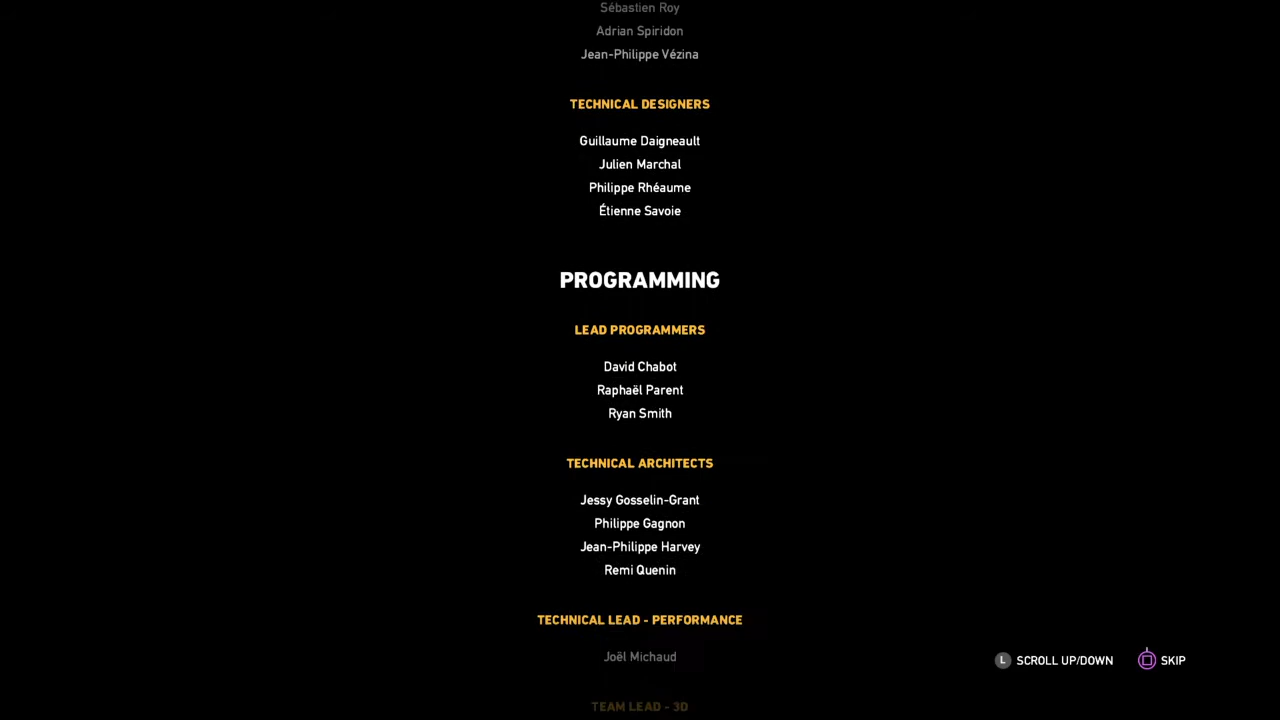 Sébastien Roy
Adrian Spiridon
Jean-Philippe Vézina
TECHNICAL DESIGNERS
Guillaume Daigneault
Julien Marchal
Philippe Rhéaume
Étienne Savoie
PROGRAMMING
LEAD PROGRAMMERS
David Chabot
Raphaël Parent
Ryan Smith
TECHNICAL ARCHITECTS
Jessy Gosselin-Grant
Philippe Gagnon
Jean-Philippe Harvey
Remi Quenin
TECHNICAL LEAD - PERFORMANCE
Joël Michaud
L SCROLL UP/DOWN SKIP
TEAM LEAD - 3D